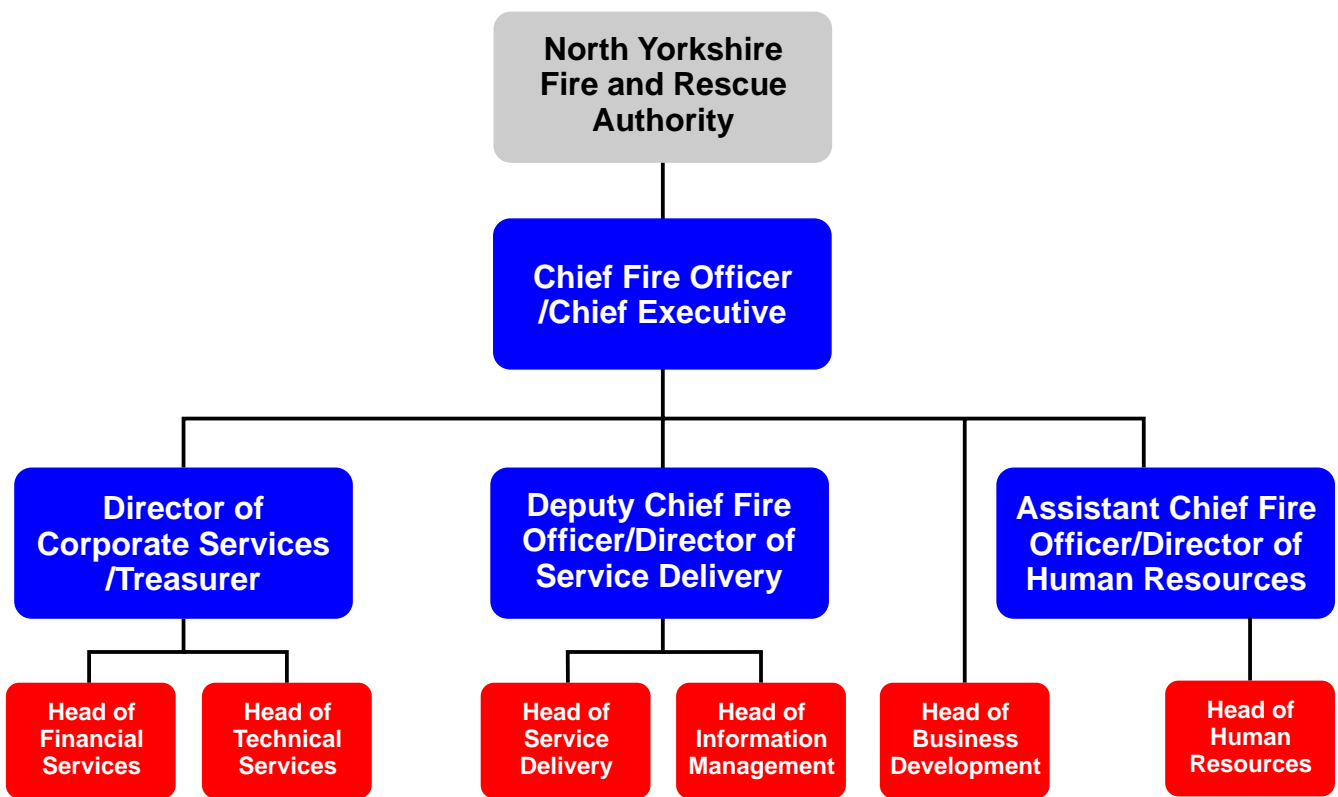 North Yorkshire
Fire and Rescue
Authority
Chief Fire Officer
/Chief Executive
Director of
Corporate Services
/Treasurer
Deputy Chief Fire
Officer/Director of
Service Delivery
Assistant Chief Fire
Officer/Director of
Human Resources
Head of
Financial
Services
Head of
Technical
Services
Head of
Service
Delivery
Head of
Information
Management
Head of
Business
Development
Head of
Human
Resources